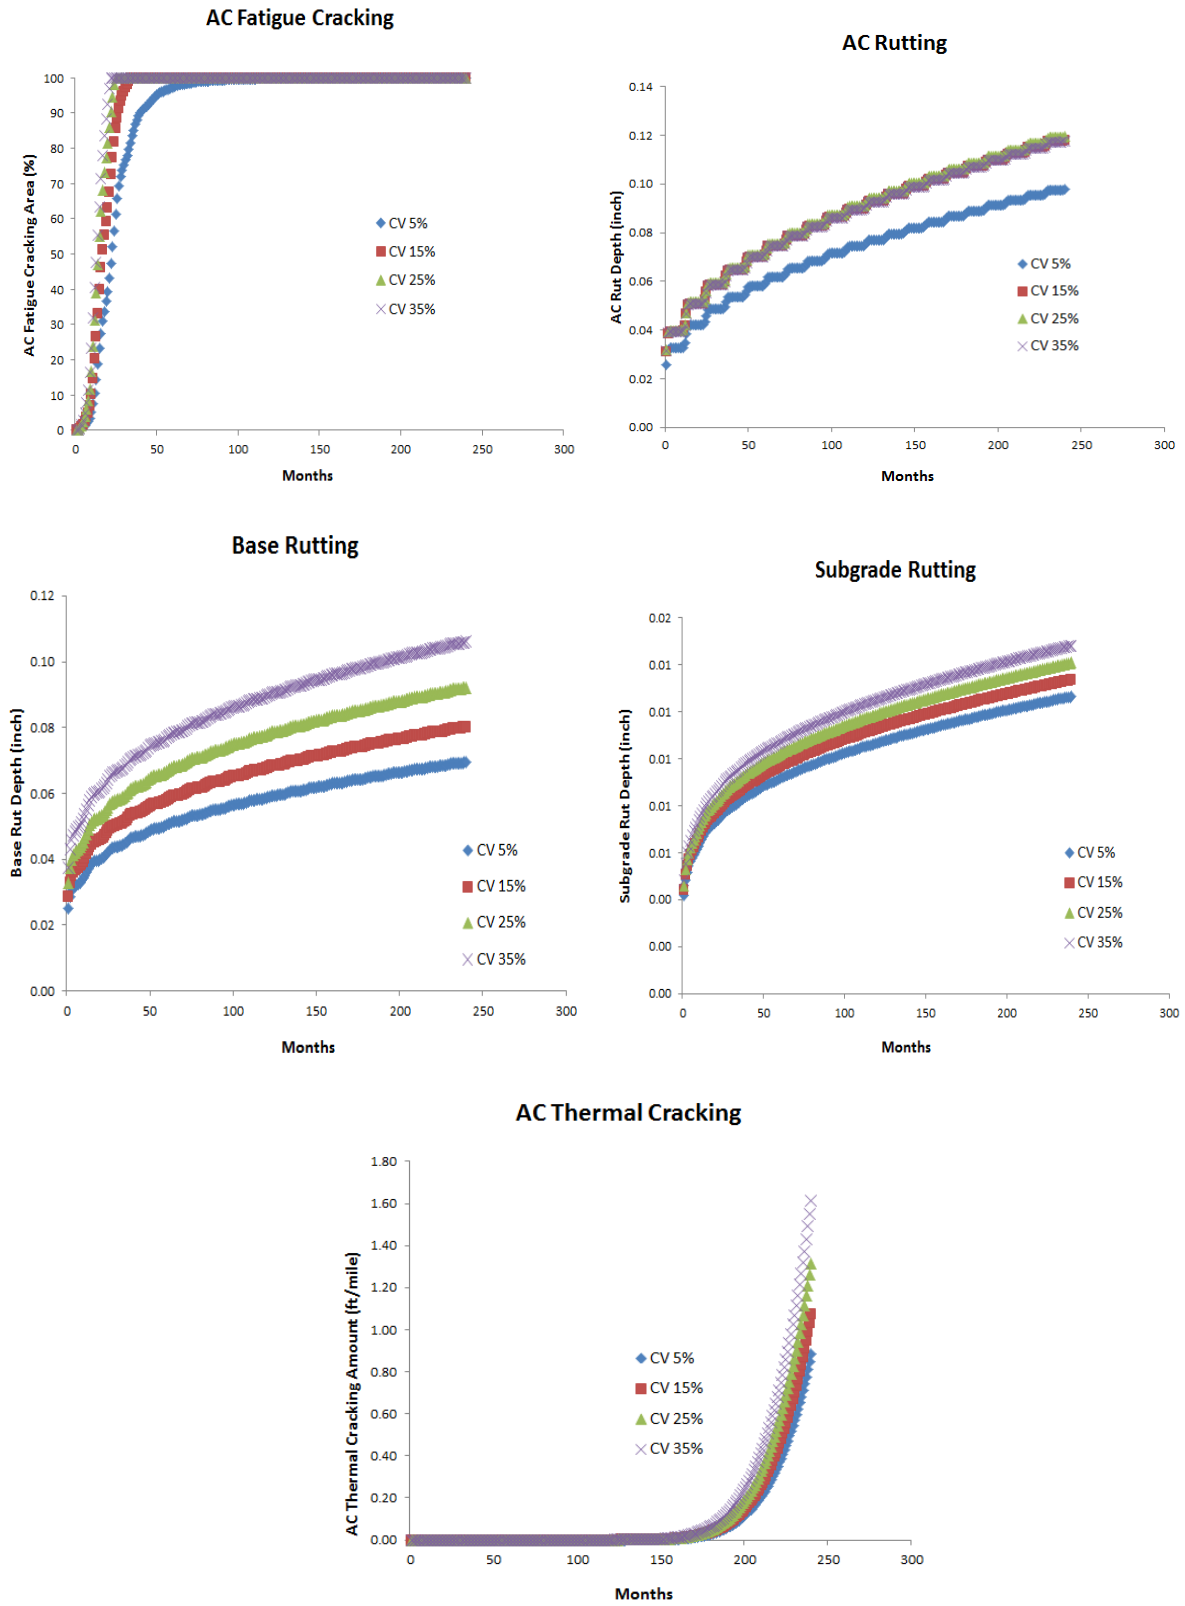 AC Fatigue Cracking
AC Fatigue Cracking Area (%)
100
90
80
70
60
50
40
30
20
10
0
CV 5%
CV 15%
CV 25%
CV 35%
0 50 100 150 200 250 300
Months
AC Rutting
AC Rut Depth (inch)
0.14
0.12
0.10
0.08
0.06
0.04
0.02
0.00
CV 5%
CV 15%
CV 25%
CV 35%
0 50 100 150 200 250 300
Months
Base Rutting
Base Rut Depth (inch)
0.12
0.10
0.08
0.06
0.04
0.02
0.00
CV 5%
CV 15%
CV 25%
CV 35%
0 50 100 150 200 250 300
Months
Subgrade Rutting
Subgrade Rut Depth (inch)
0.02
0.01
0.01
0.01
0.01
0.01
0.00
0.00
0.00
CV 5%
CV 15%
CV 25%
CV 35%
0 50 100 150 200 250 300
Months
AC Thermal Cracking
AC Thermal Cracking Amount (ft/mile)
1.80
1.60
1.40
1.20
1.00
0.80
0.60
0.40
0.20
0.00
CV 5%
CV 15%
CV 25%
CV 35%
0 50 100 150 200 250 300
Months